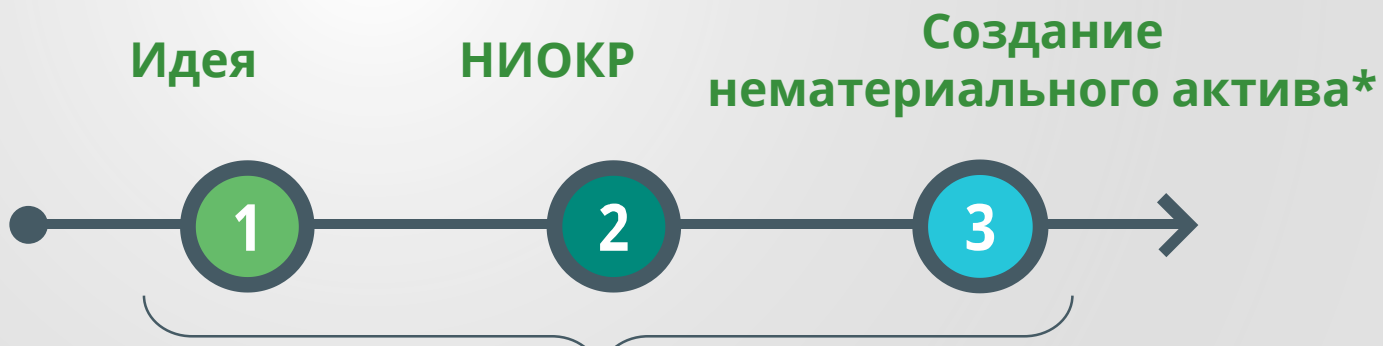 Идея
НИОКР
Создание
нематериального актива*
1
2
3